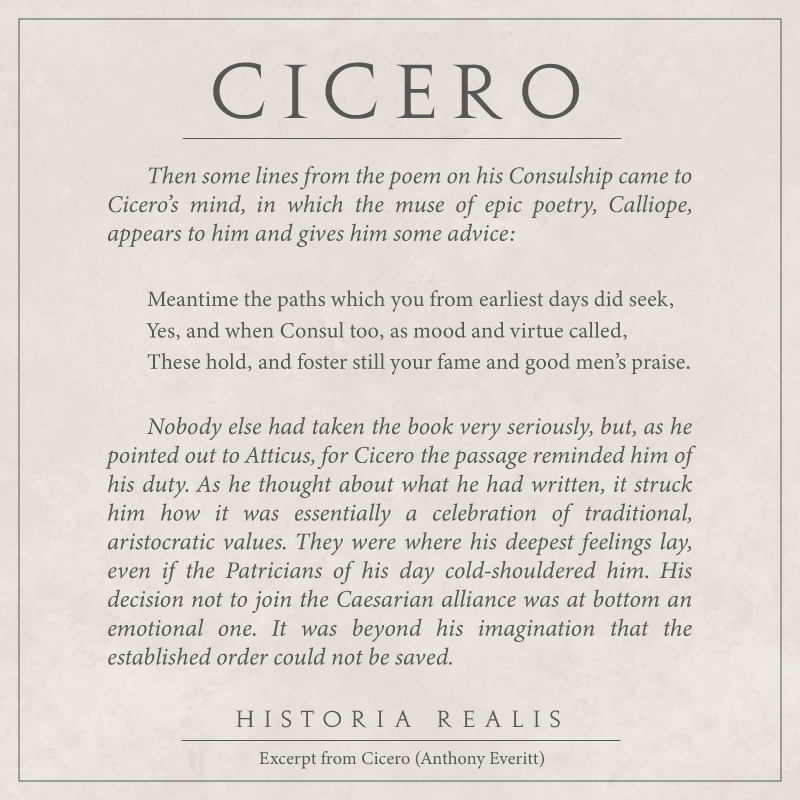 CICERO
Then some lines from the poem on his Consulship came to
Cicero’s mind, in which the muse of epic poetry, Calliope,
appears to him and gives him some advice:
Meantime the paths which you from earliest days did seek,
Yes, and when Consul too, as mood and virtue called,
These hold, and foster still your fame and good men’s praise.
Nobody else had taken the book very seriously, but, as he
pointed out to Atticus, for Cicero the passage reminded him of
his duty. As he thought about what he had written, it struck
him how it was essentially a celebration of traditional,
aristocratic values. They were where his deepest feelings lay,
even if the Patricians of his day cold-shouldered him. His
decision not to join the Caesarian alliance was at bottom an
emotional one. It was beyond his imagination that the
established order could not be saved.
HISTORIA REALIS
Excerpt from Cicero (Anthony Everitt)